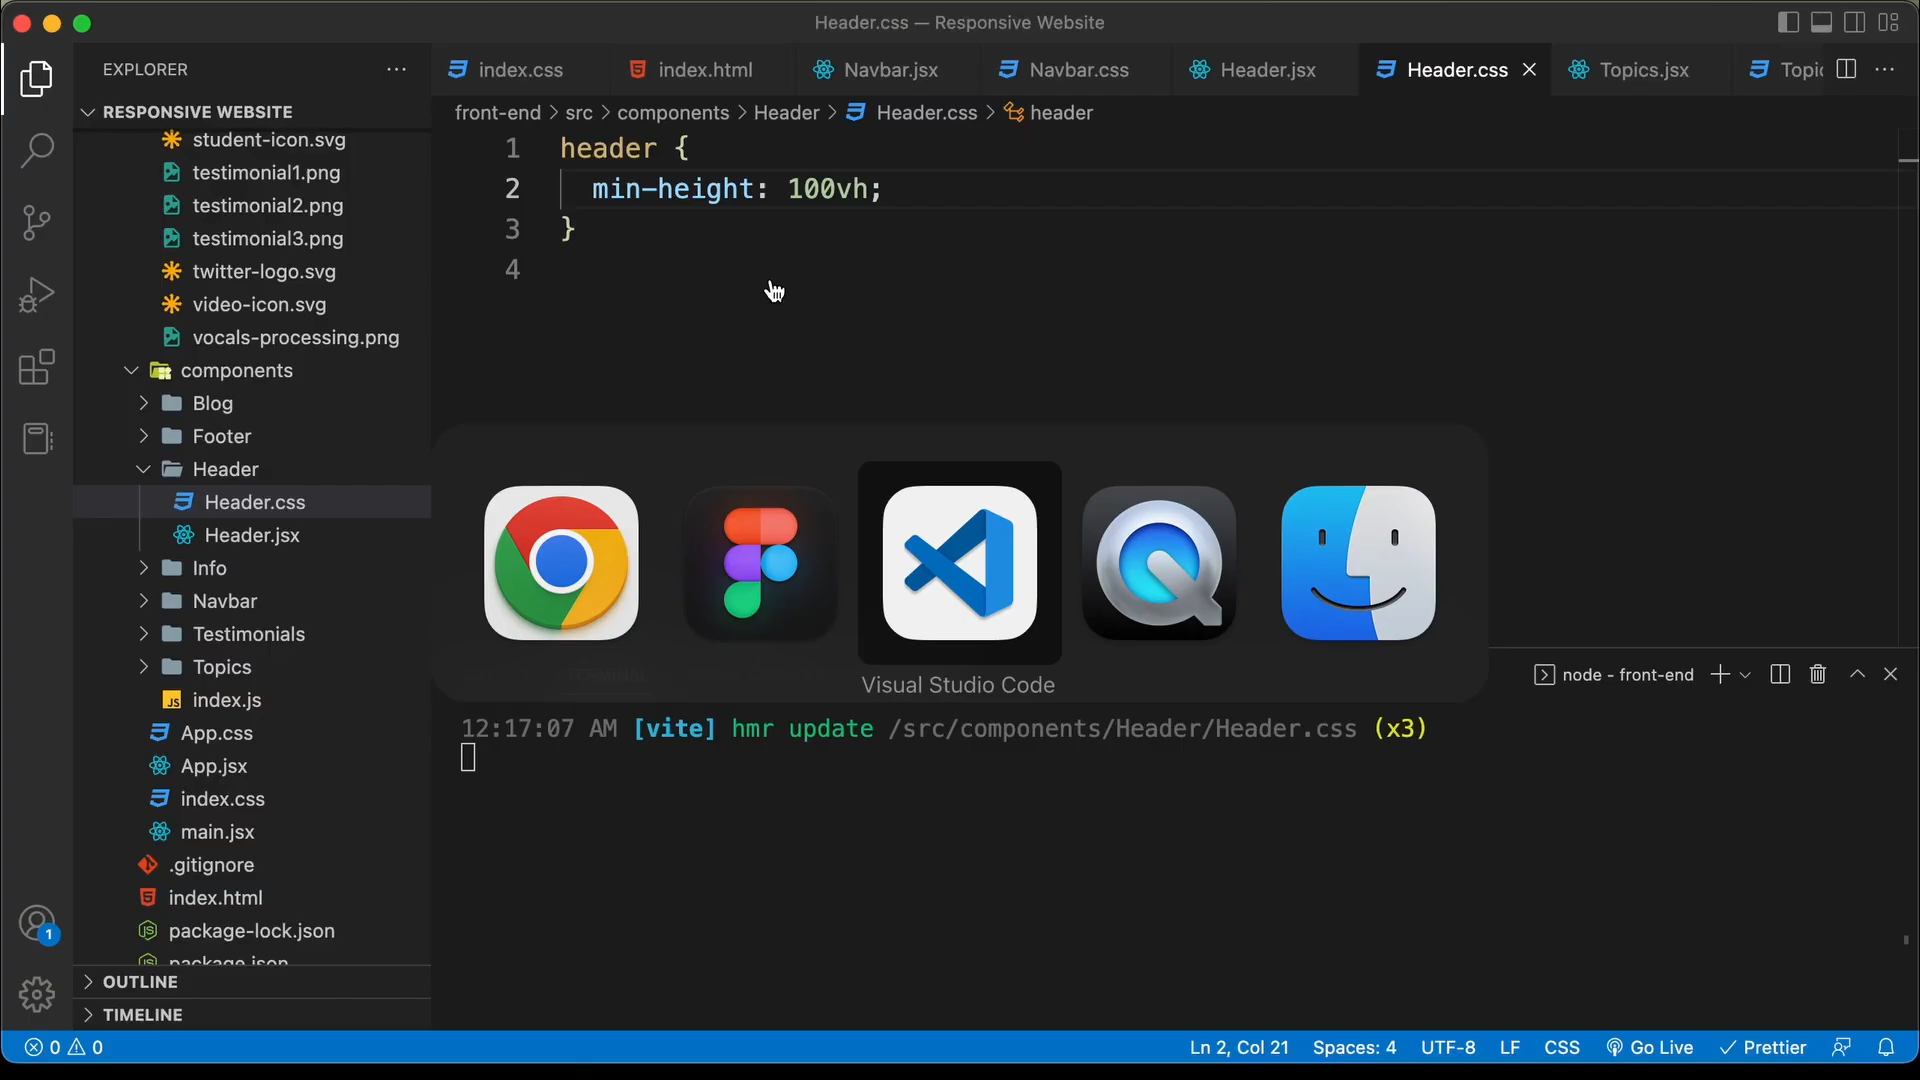 Header.css — Responsive Website
EXPLORER
index.css
index.html
Navbar.jsx
Navbar.css
Header.jsx
Header.css
Topics.jsx
RESPONSIVE WEBSITE
front-end > src > components > Header > Header.css > header
student-icon.svg
testimonial1.png
testimonial2.png
testimonial3.png
twitter-logo.svg
video-icon.svg
vocals-processing.png
components
Blog
Footer
Header
Header.css
Header.jsx
Info
Navbar
Testimonials
Topics
JS index.js
App.css
App.jsx
index.css
main.jsx
.gitignore
index.html
package-lock.json
package.json
OUTLINE
TIMELINE
1 header {
2 min-height: 100vh;
3 }
4
Visual Studio Code
TERMINAL
node - front-end
12:17:07 AM [vite] hmr update /src/components/Header/Header.css (x3)
1
0 0
Ln 2, Col 21
Spaces: 4
UTF-8
LF
CSS
Go Live
Prettier